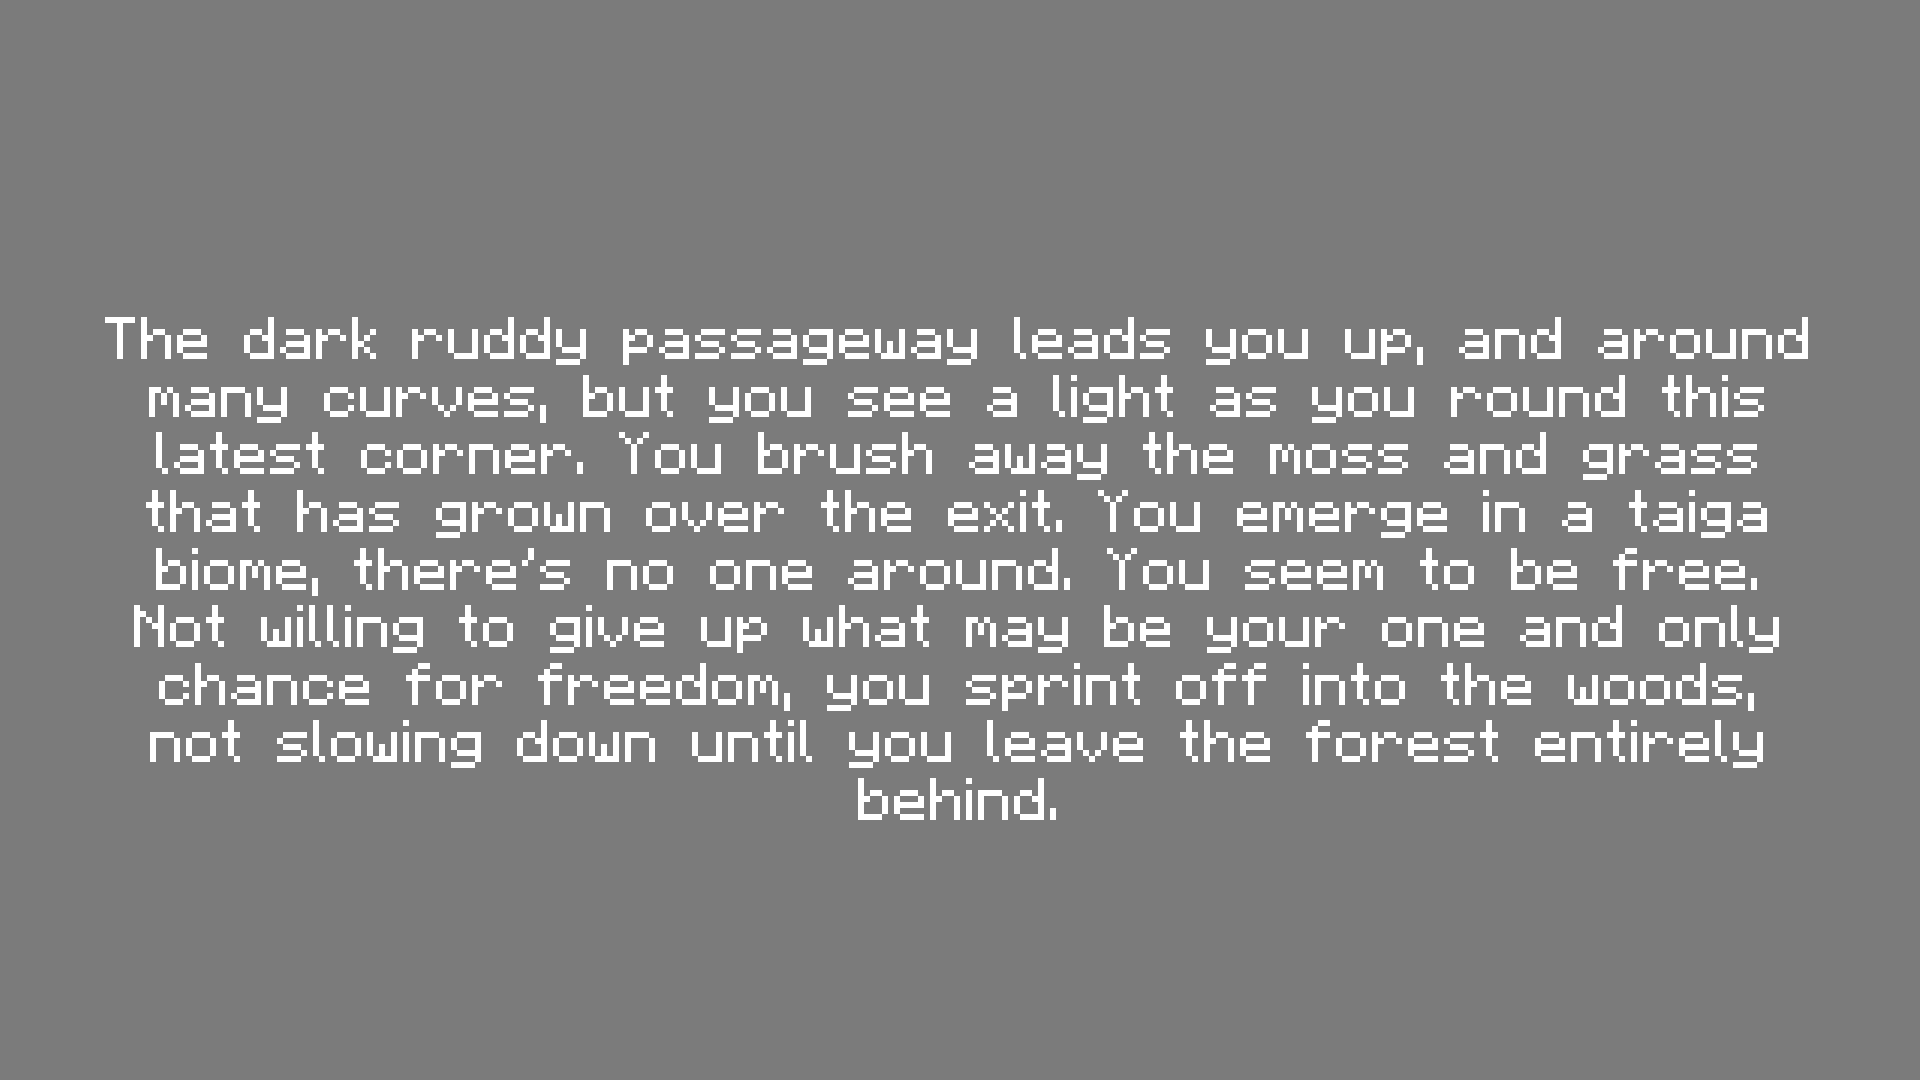 The dark ruddy passageway leads you up, and around
many curves, but you see a light as you round this
latest corner. You brush away the moss and grass
that has grown over the exit. You emerge in a taiga
biome, there's no one around. You seem to be free.
Not willing to give up what may be your one and only
chance for freedom, you sprint off into the woods,
not slowing down until you leave the forest entirely
behind.